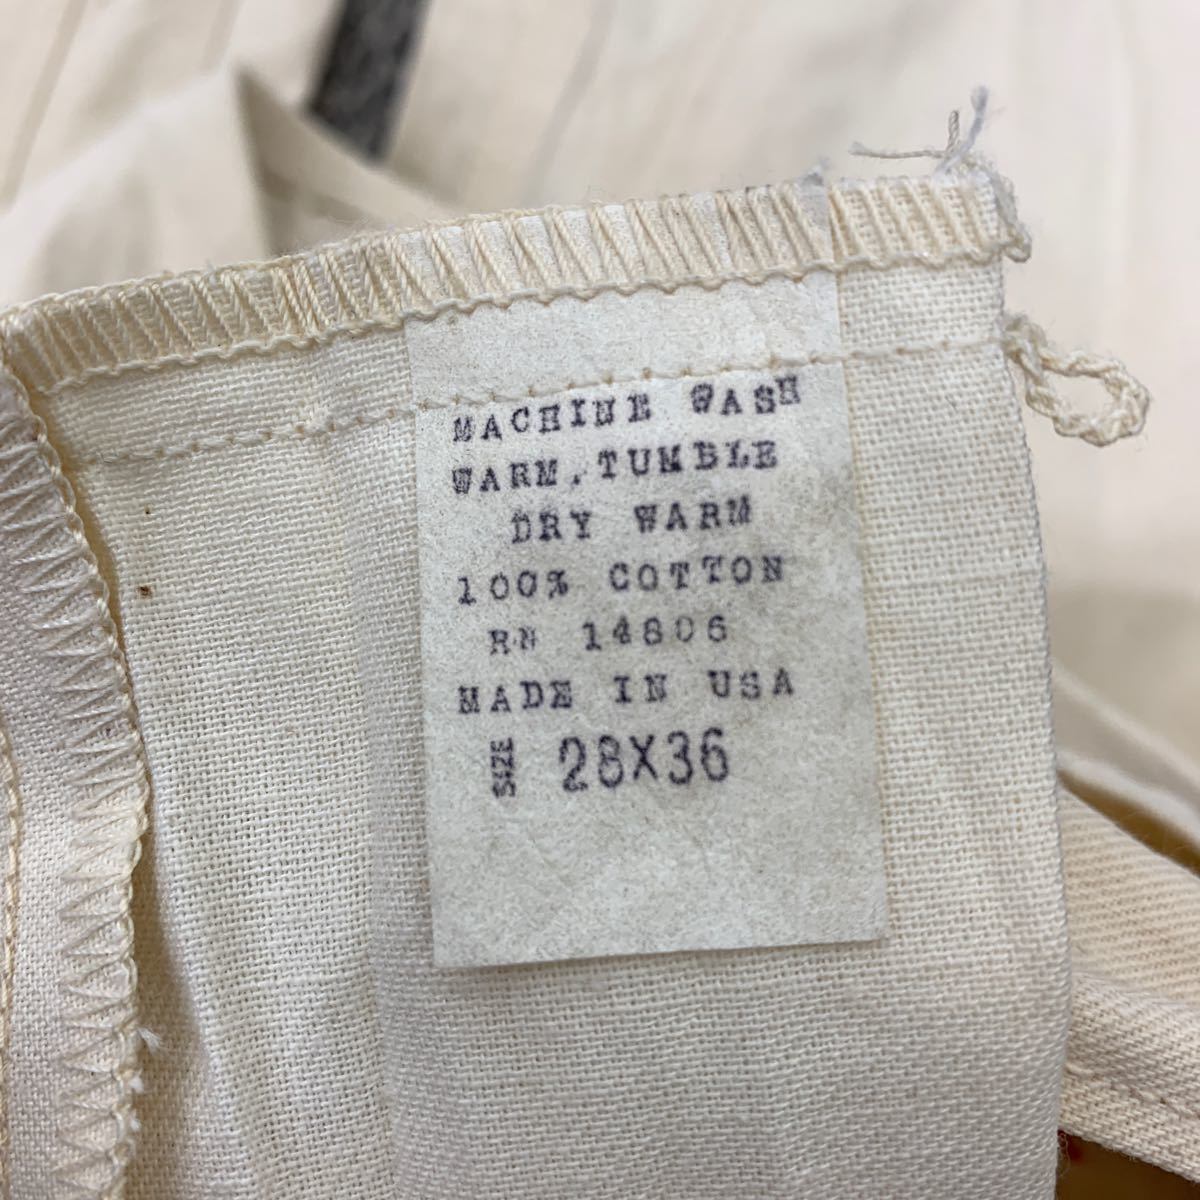 MACHINE WASH
WARM, TUMBLE
DRY WARM
100% COTTON
RN 14806
MADE IN USA
SIZE 28X36